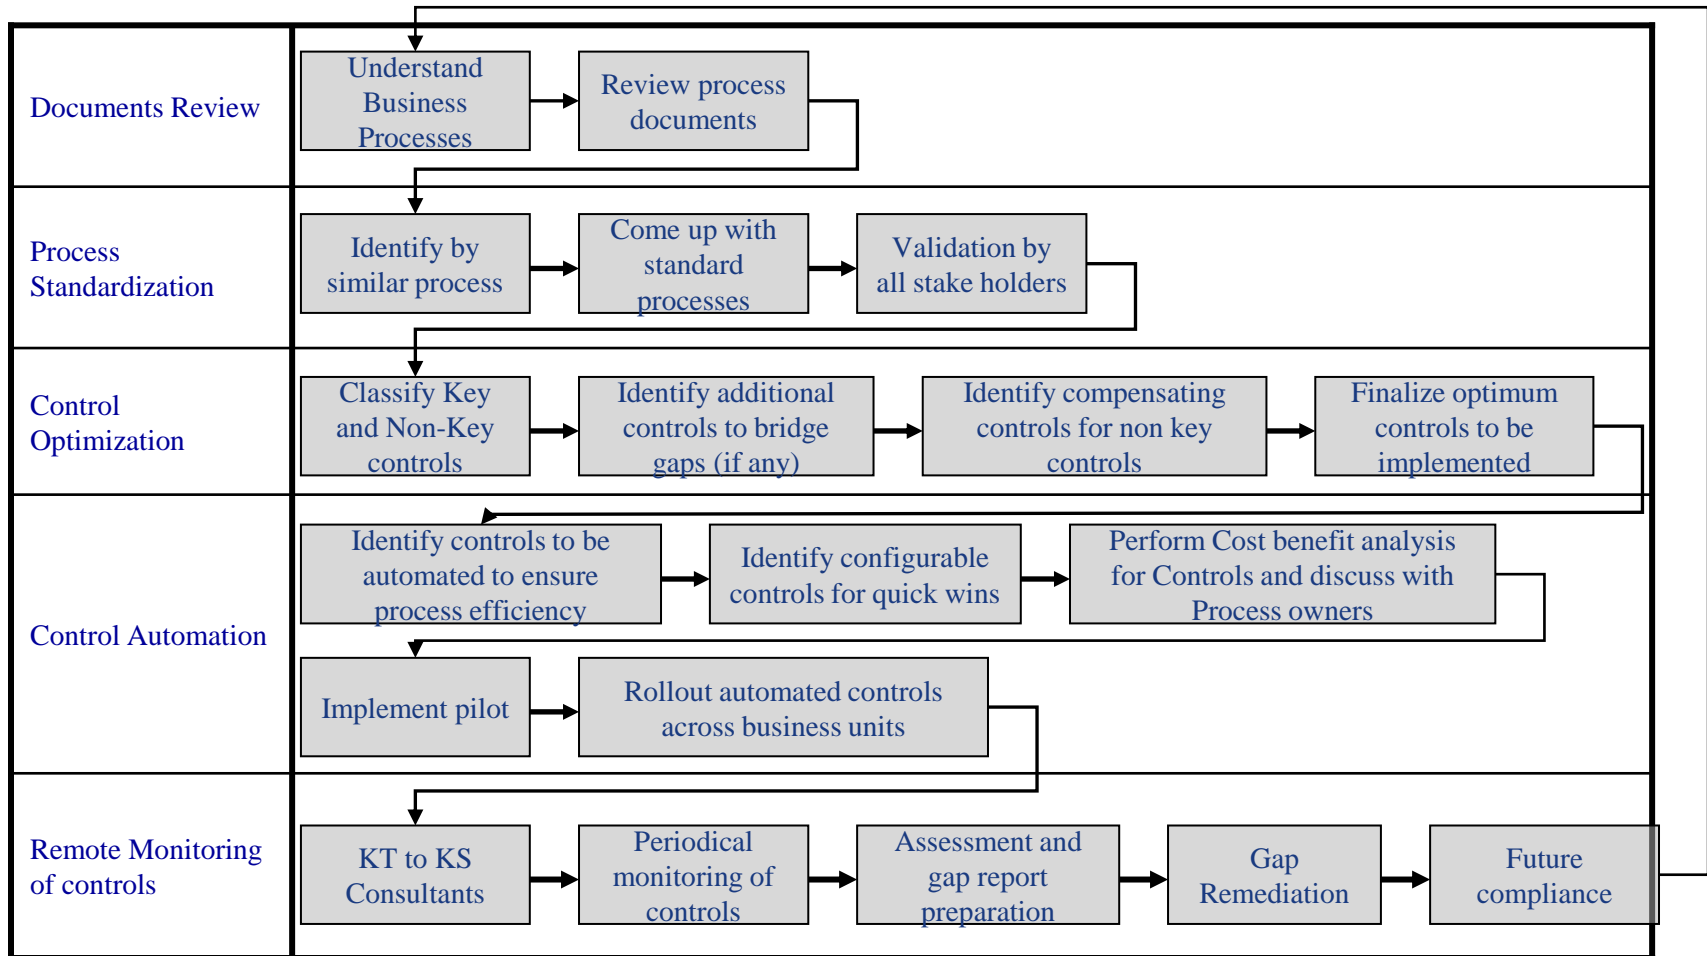 Documents Review
Understand
Business
Processes
Review process
documents
Process
Standardization
Identify by
similar process
Come up with
standard
processes
Validation by
all stake holders
Control
Optimization
Classify Key
and Non-Key
controls
Identify additional
controls to bridge
gaps (if any)
Identify compensating
controls for non key
controls
Finalize optimum
controls to be
implemented
Control Automation
Identify controls to be
automated to ensure
process efficiency
Identify configurable
controls for quick wins
Perform Cost benefit analysis
for Controls and discuss with
Process owners
Implement pilot
Rollout automated controls
across business units
Remote Monitoring
of controls
KT to KS
Consultants
Periodical
monitoring of
controls
Assessment and
gap report
preparation
Gap
Remediation
Future
compliance